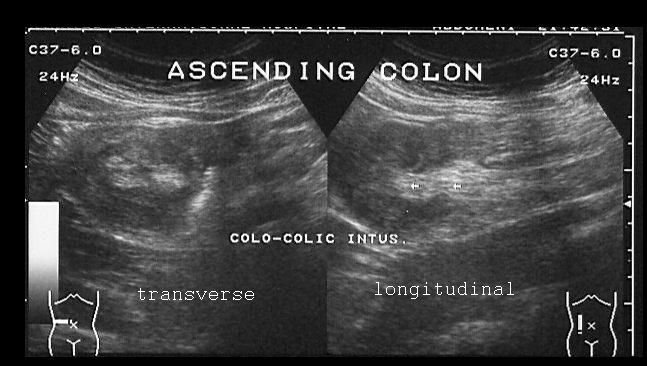 C37-6.0 C37-6.0
24Hz 24Hz
ASCENDING COLON
COLO-COLIC INTUS.
transverse longitudinal